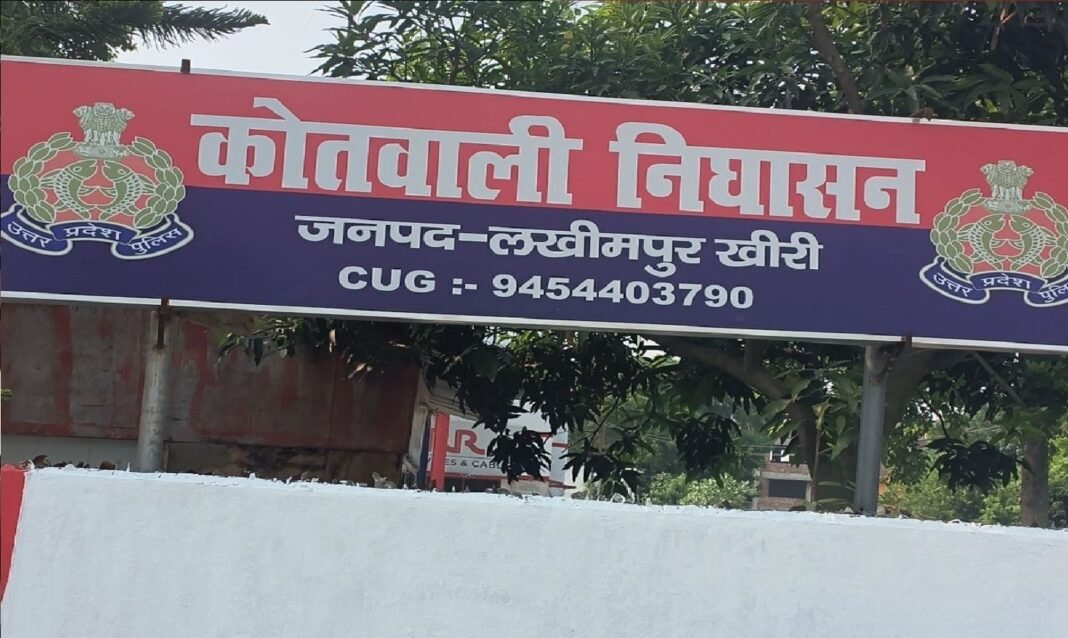 कोतवाली निघासन
जनपद-लखीमपुर खीरी
CUG :- 9454403790
उत्तर प्रदेश पुलिस
उत्तर प्रदेश पुलिस